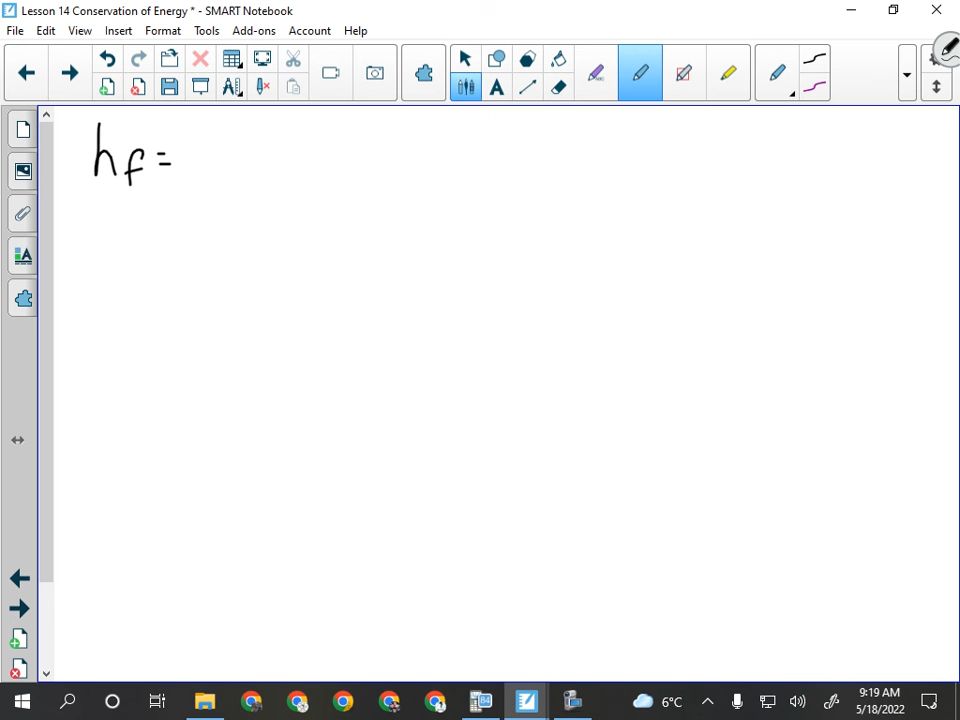 Lesson 14 Conservation of Energy * - SMART Notebook
File Edit View Insert Format Tools Add-ons Account Help
hf =
6°C
9:19 AM
5/18/2022